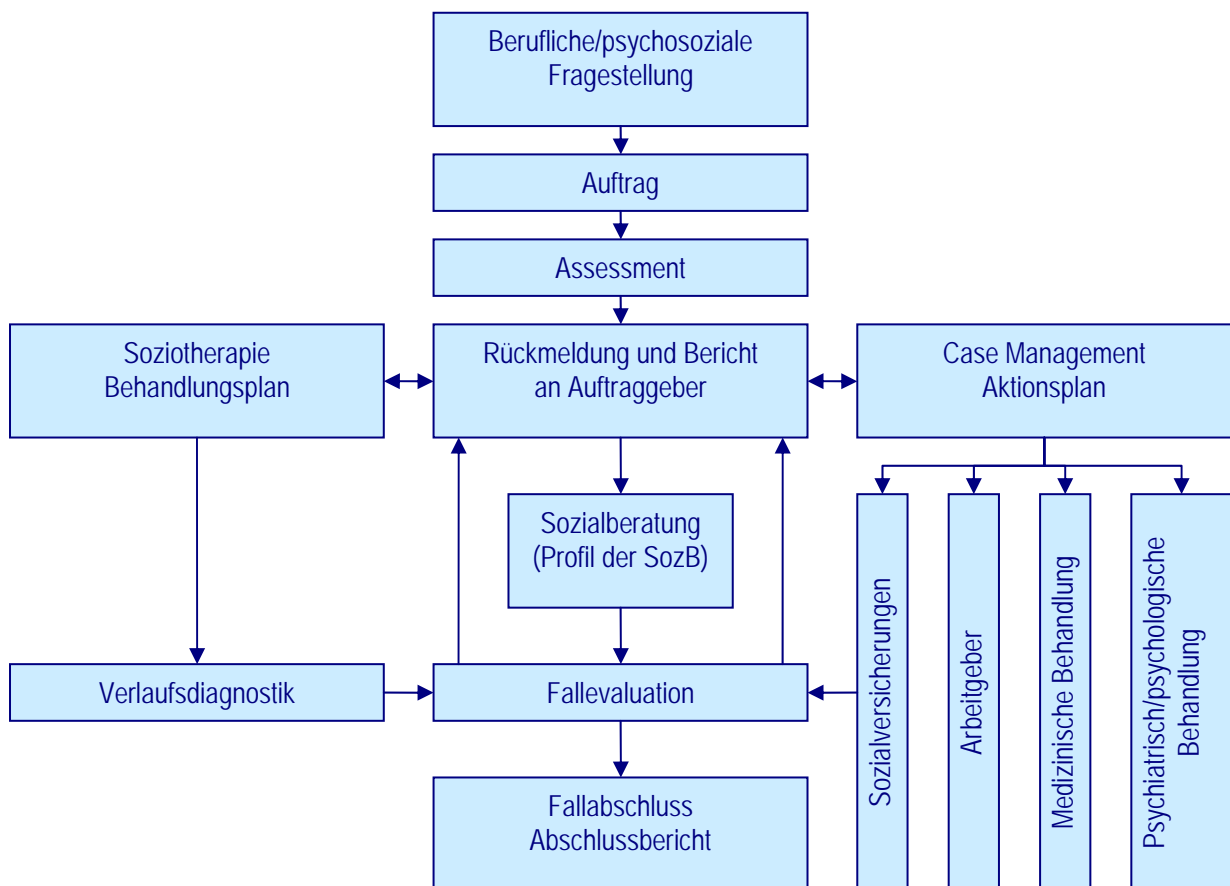 Berufliche/psychosoziale
Fragestellung
Auftrag
Assessment
Soziotherapie
Behandlungsplan
Rückmeldung und Bericht
an Auftraggeber
Case Management
Aktionsplan
Sozialberatung
(Profil der SozB)
Verlaufsdiagnostik
Fallevaluation
Sozialversicherungen
Arbeitgeber
Medizinische Behandlung
Psychiatrisch/psychologische
Behandlung
Fallabschluss
Abschlussbericht